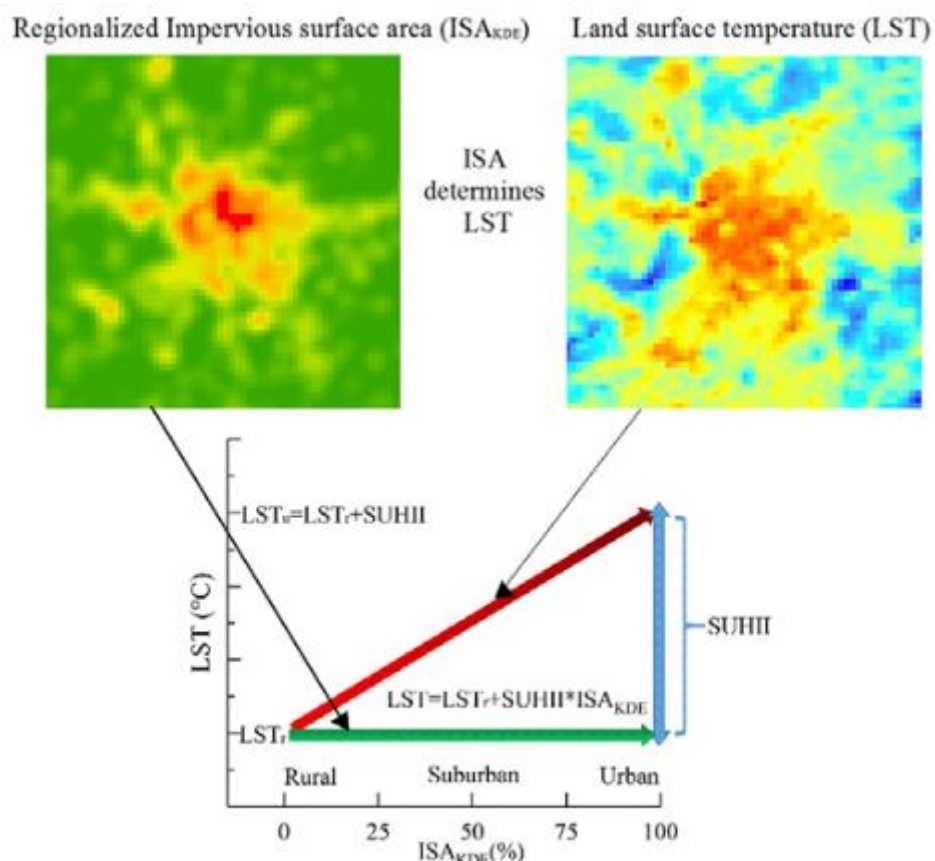 Regionalized Impervious surface area (ISAKDE)
Land surface temperature (LST)
ISA
determines
LST
LSTu=LSTr+SUHII
LST (°C)
SUHII
LST=LSTr+SUHII*ISAKDE
LSTr
Rural
Suburban
Urban
0
25
50
75
100
ISAKDE(%)